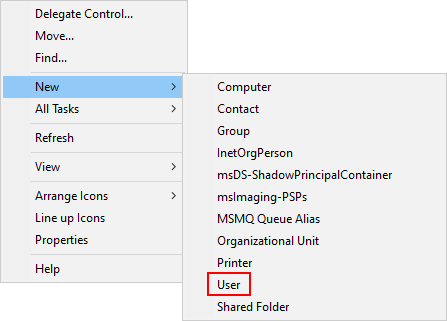 Delegate Control...
Move...
Find...
New
All Tasks
Refresh
View
Arrange Icons
Line up Icons
Properties
Help
Computer
Contact
Group
InetOrgPerson
msDS-ShadowPrincipalContainer
msImaging-PSPs
MSMQ Queue Alias
Organizational Unit
Printer
User
Shared Folder